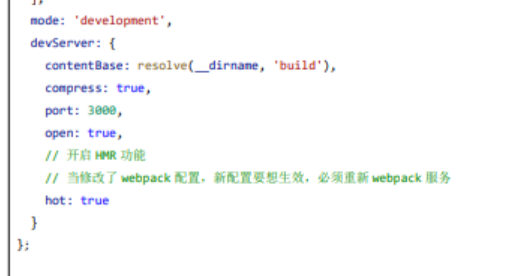 ],
mode: 'development',
devServer: {
contentBase: resolve(__dirname, 'build'),
compress: true,
port: 3000,
open: true,
// 开启 HMR 功能
// 当修改了 webpack 配置，新配置要想生效，必须重新 webpack 服务
hot: true
}
};